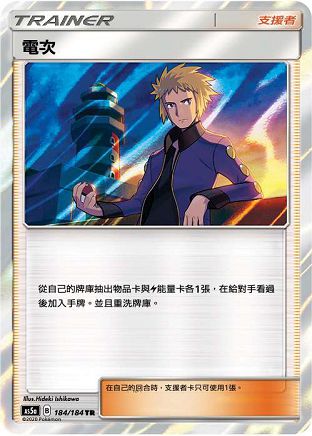 TRAINER 支援者
電次
從自己的牌庫抽出物品卡與能量卡各1張，在給對手看過
後加入手牌。並且重洗牌庫。
Illus.Hideki Ishikawa
AS5a B 184/184 TR
©2020 Pokémon
在自己的回合時，支援者卡只可使用1張。